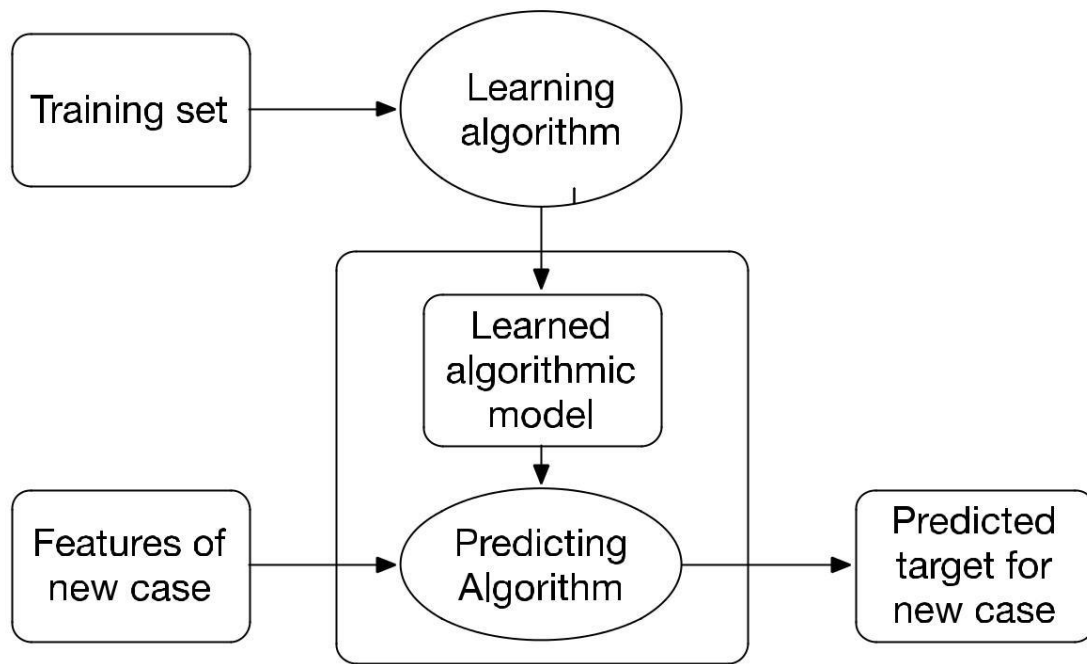 Training set
Learning
algorithm
Learned
algorithmic
model
Features of
new case
Predicting
Algorithm
Predicted
target for
new case